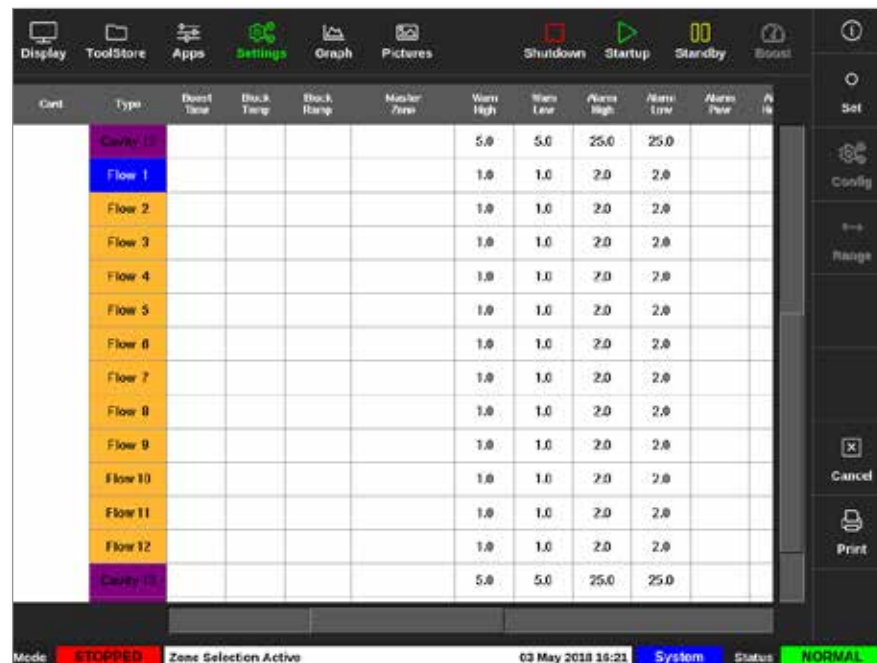 Display ToolStore Apps Settings Graph Pictures Shutdown Startup Standby Boost
Set
Card Type Boost Time Block Temp Block Ramp Master Zone Warn High Warn Low Alarm High Alarm Low Alarm Powr
5.0 5.0 25.0 25.0
Config
Flow 1 1.0 1.0 2.0 2.0
Flow 2 1.0 1.0 2.0 2.0
Flow 3 1.0 1.0 2.0 2.0
Range
Flow 4 1.0 1.0 2.0 2.0
Flow 5 1.0 1.0 2.0 2.0
Flow 6 1.0 1.0 2.0 2.0
Flow 7 1.0 1.0 2.0 2.0
Flow 8 1.0 1.0 2.0 2.0
Flow 9 1.0 1.0 2.0 2.0
Flow 10 1.0 1.0 2.0 2.0
Cancel
Flow 11 1.0 1.0 2.0 2.0
Flow 12 1.0 1.0 2.0 2.0
Print
Cavity 13 5.0 5.0 25.0 25.0
Mode STOPPED Zone Selection Active 03 May 2018 16:21 System Status NORMAL